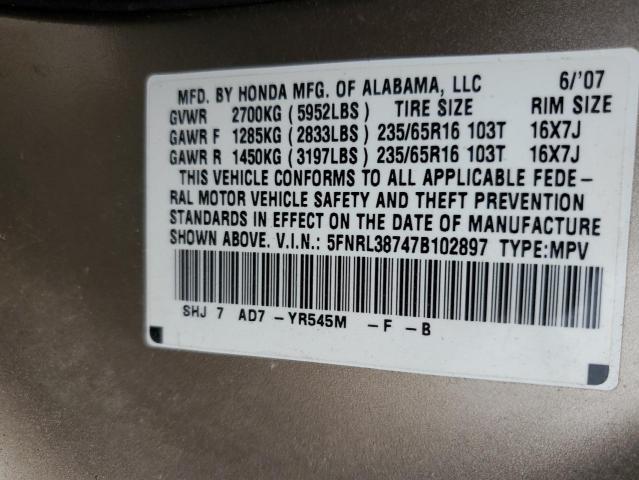 MFD. BY HONDA MFG. OF ALABAMA, LLC 6/'07
GVWR 2700KG (5952LBS) TIRE SIZE RIM SIZE
GAWR F 1285KG (2833LBS) 235/65R16 103T 16X7J
GAWR R 1450KG (3197LBS) 235/65R16 103T 16X7J
THIS VEHICLE CONFORMS TO ALL APPLICABLE FEDE-
RAL MOTOR VEHICLE SAFETY AND THEFT PREVENTION
STANDARDS IN EFFECT ON THE DATE OF MANUFACTURE
SHOWN ABOVE. V.I.N.: 5FNRL38747B102897 TYPE:MPV
SHJ 7 AD7 -YR545M -F -B